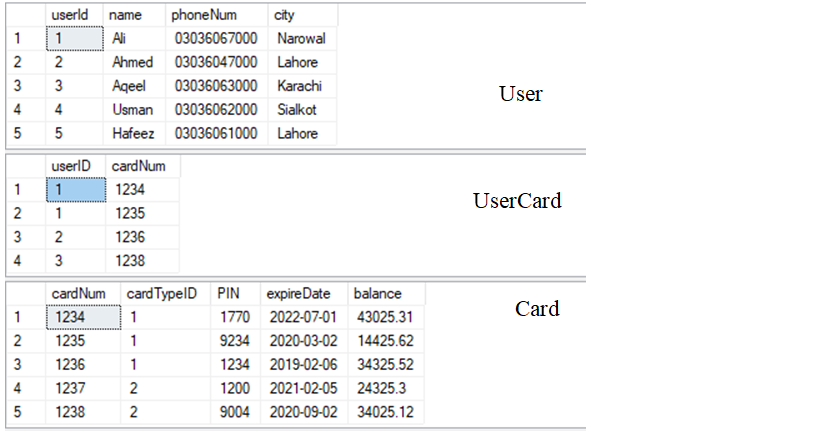 userId name phoneNum city
1 1 Ali 03036067000 Narowal
2 2 Ahmed 03036047000 Lahore
3 3 Aqeel 03036063000 Karachi
4 4 Usman 03036062000 Sialkot
5 5 Hafeez 03036061000 Lahore
User
userID cardNum
1 1 1234
2 1 1235
3 2 1236
4 3 1238
UserCard
cardNum cardTypeID PIN expireDate balance
1 1234 1 1770 2022-07-01 43025.31
2 1235 1 9234 2020-03-02 14425.62
3 1236 1 1234 2019-02-06 34325.52
4 1237 2 1200 2021-02-05 24325.3
5 1238 2 9004 2020-09-02 34025.12
Card